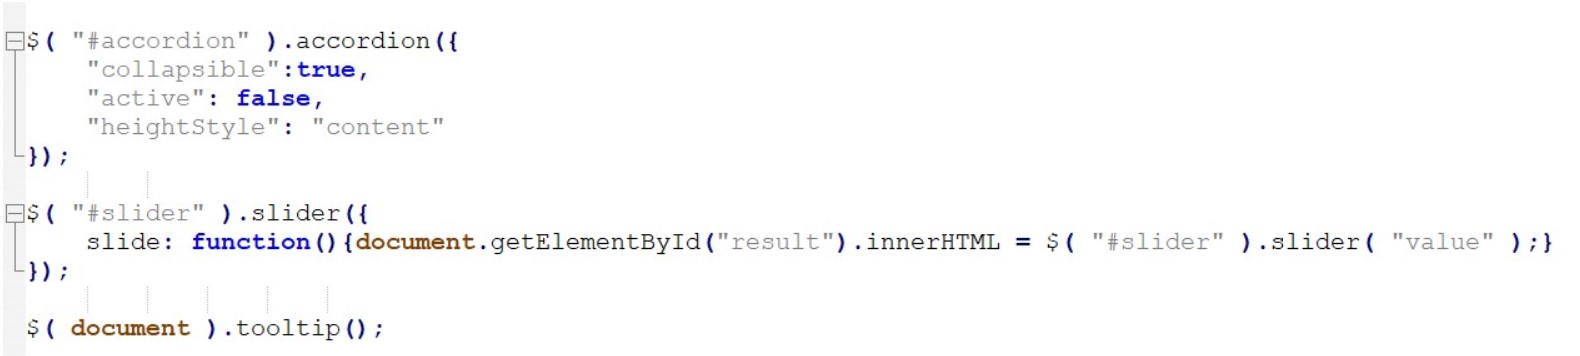 $( "#accordion" ).accordion({
    "collapsible":true,
    "active": false,
    "heightStyle": "content"
});
$( "#slider" ).slider({
    slide: function(){document.getElementById("result").innerHTML = $( "#slider" ).slider( "value" );}
});
$( document ).tooltip();